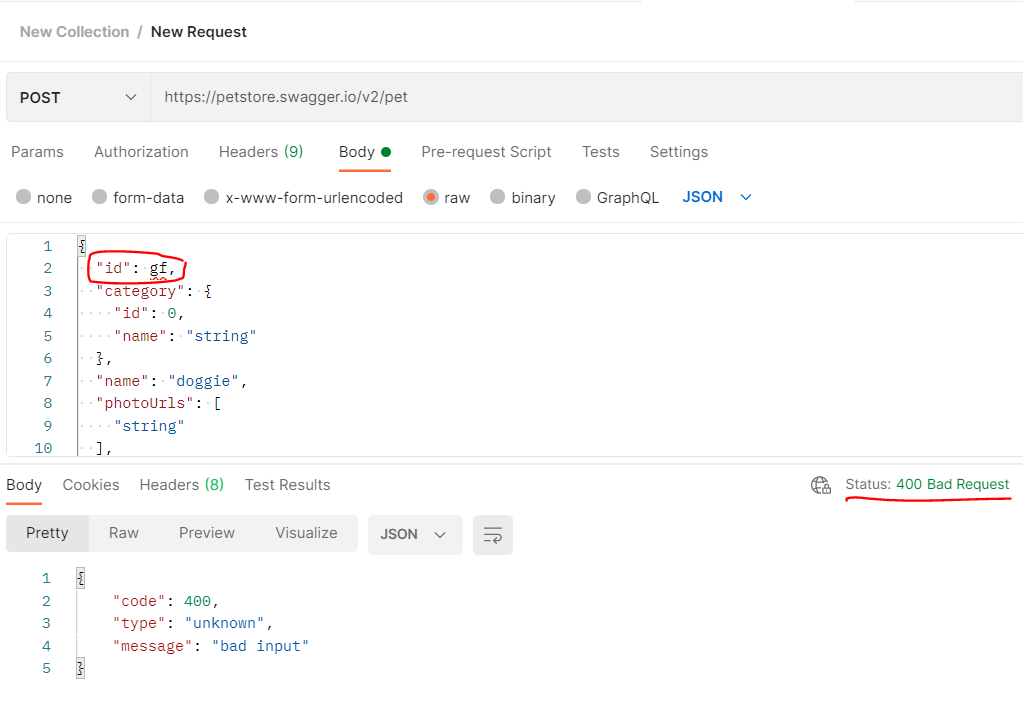 New Collection / New Request
POST https://petstore.swagger.io/v2/pet
Params Authorization Headers (9) Body Pre-request Script Tests Settings
none form-data x-www-form-urlencoded raw binary GraphQL JSON
1 {
2 "id": gf,
3 "category": {
4 "id": 0,
5 "name": "string"
6 },
7 "name": "doggie",
8 "photoUrls": [
9 "string"
10 ],
Body Cookies Headers (8) Test Results Status: 400 Bad Request
Pretty Raw Preview Visualize JSON
1 {
2 "code": 400,
3 "type": "unknown",
4 "message": "bad input"
5 }